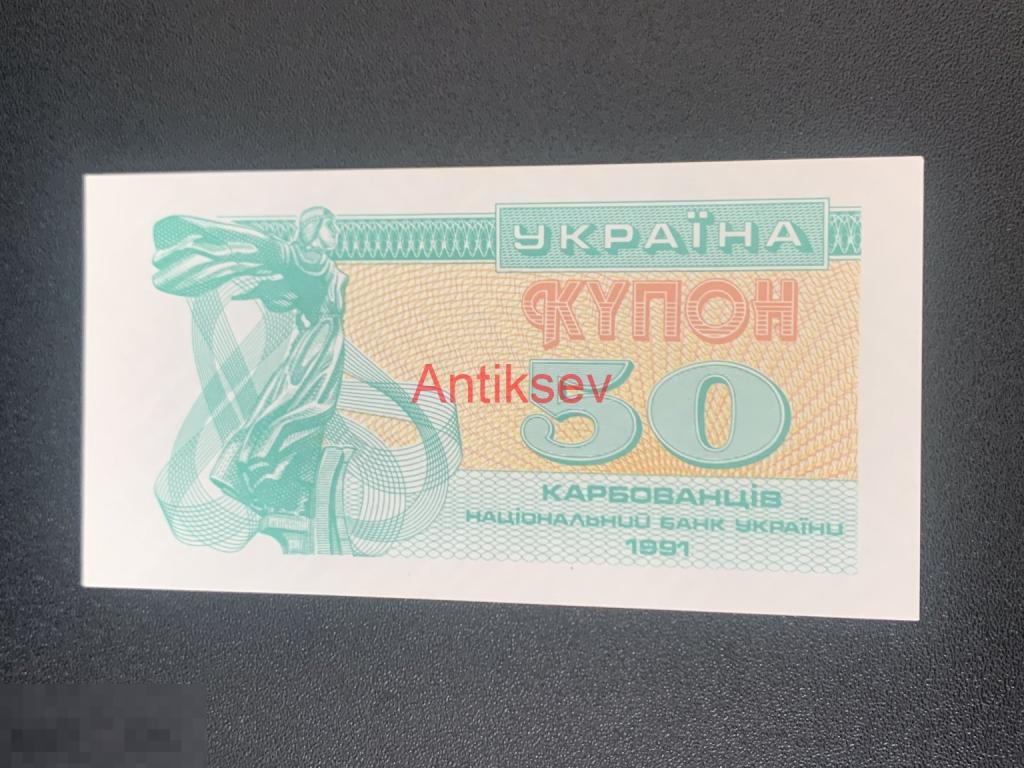 УКРАЇНА
КУПОН
50
Antiksev
КАРБОВАНЦІВ
НАЦІОНАЛЬНИЙ БАНК УКРАЇНИ
1991